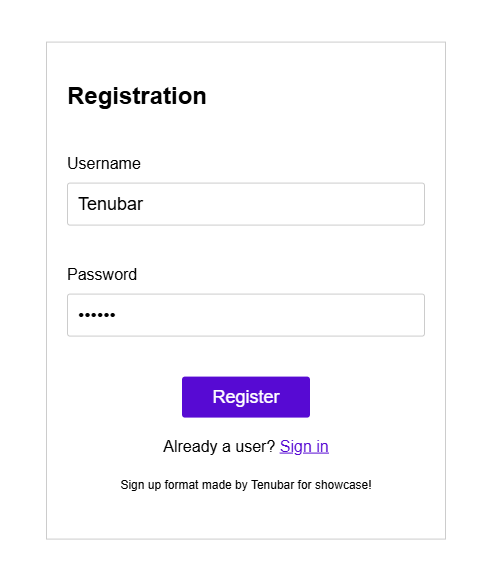 Registration
Username
Tenubar
Password
••••••
Register
Already a user? Sign in
Sign up format made by Tenubar for showcase!